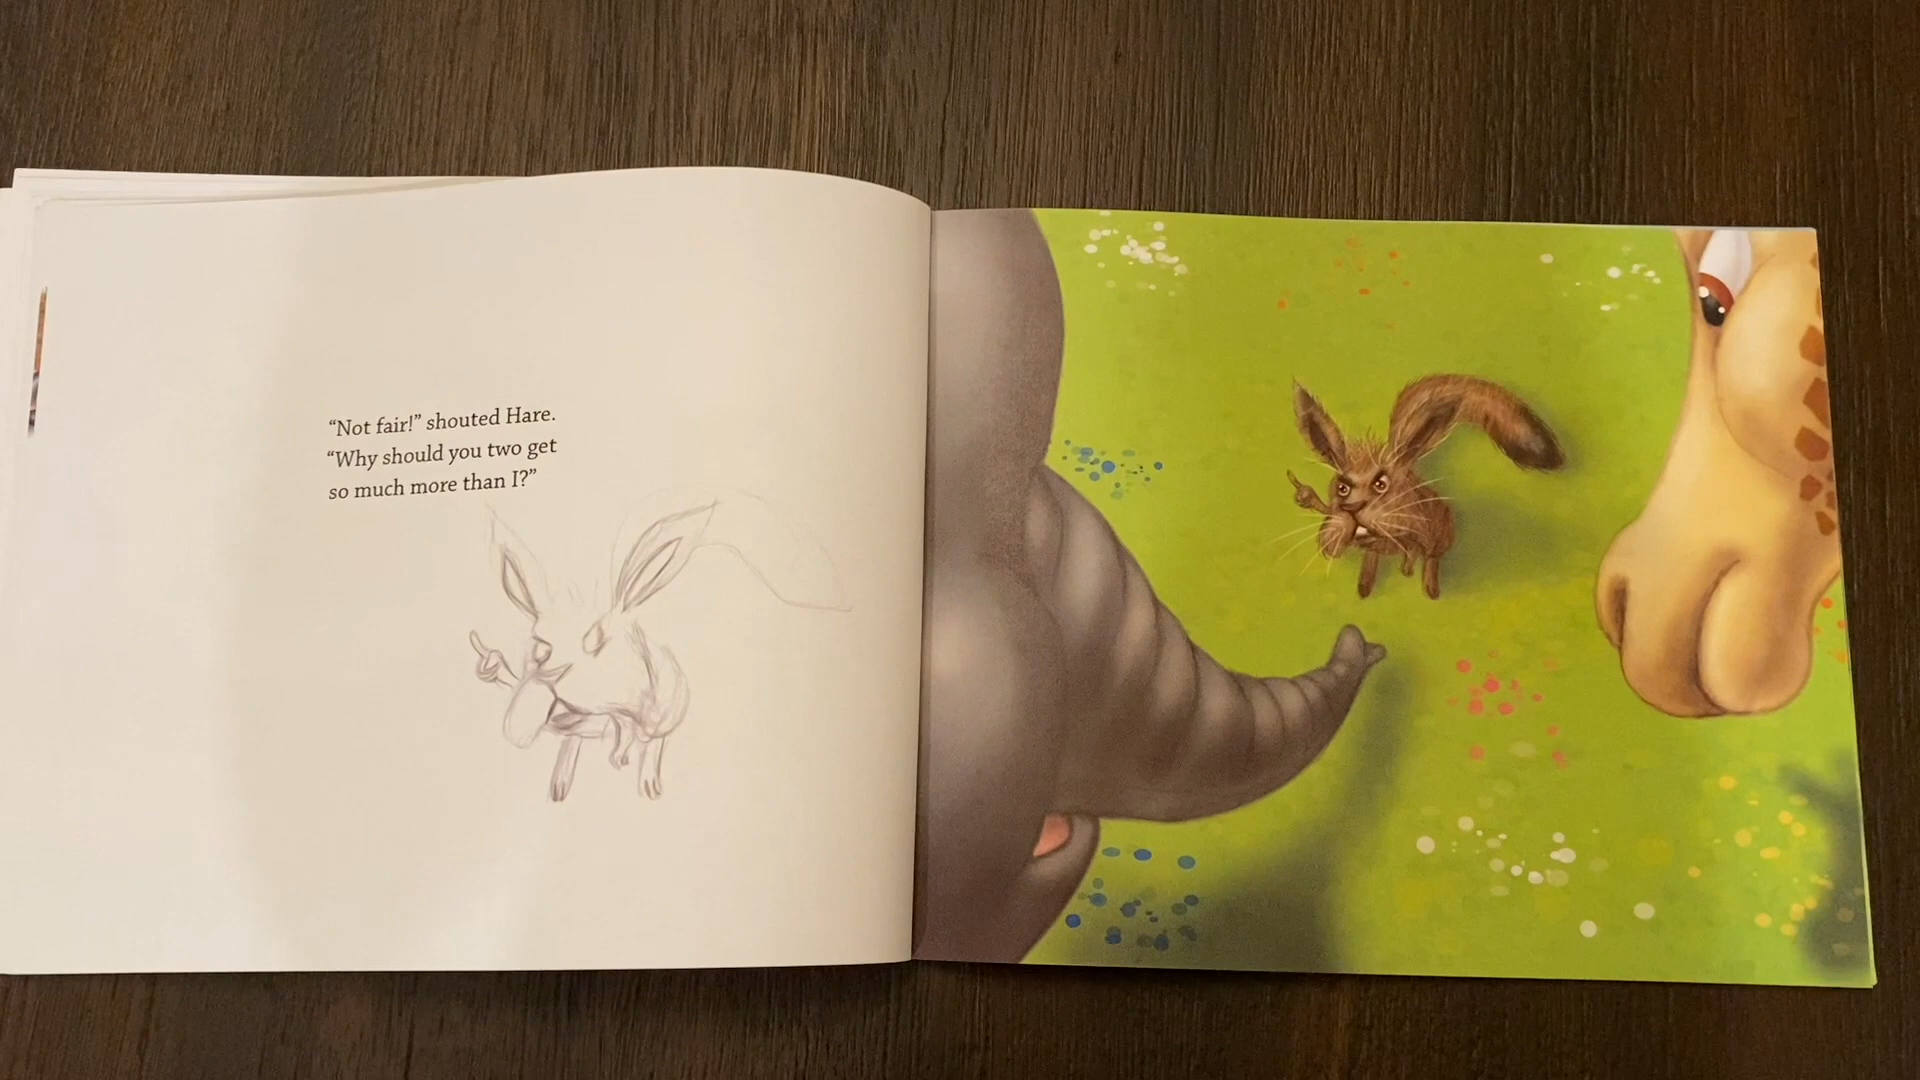 “Not fair!” shouted Hare.
“Why should you two get
so much more than I?”